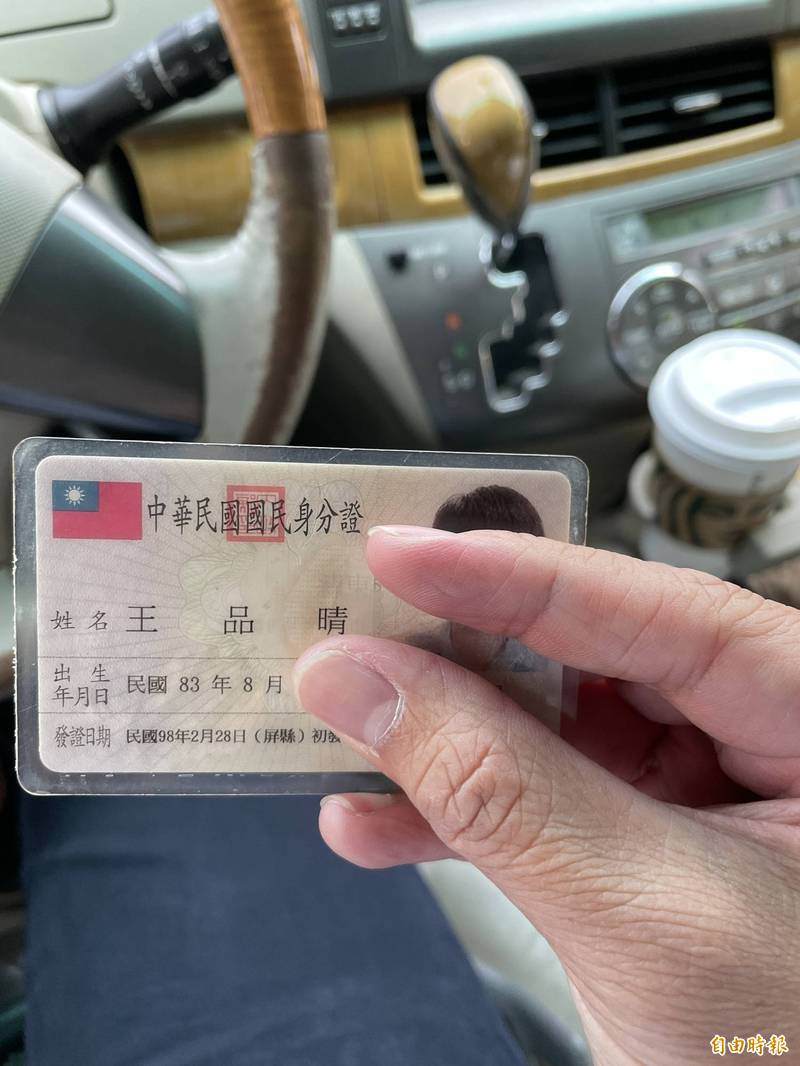 中華民國國民身分證
姓名 王品晴
出生年月日 民國 83 年 8 月
發證日期 民國98年2月28日（屏縣）初發
自由時報